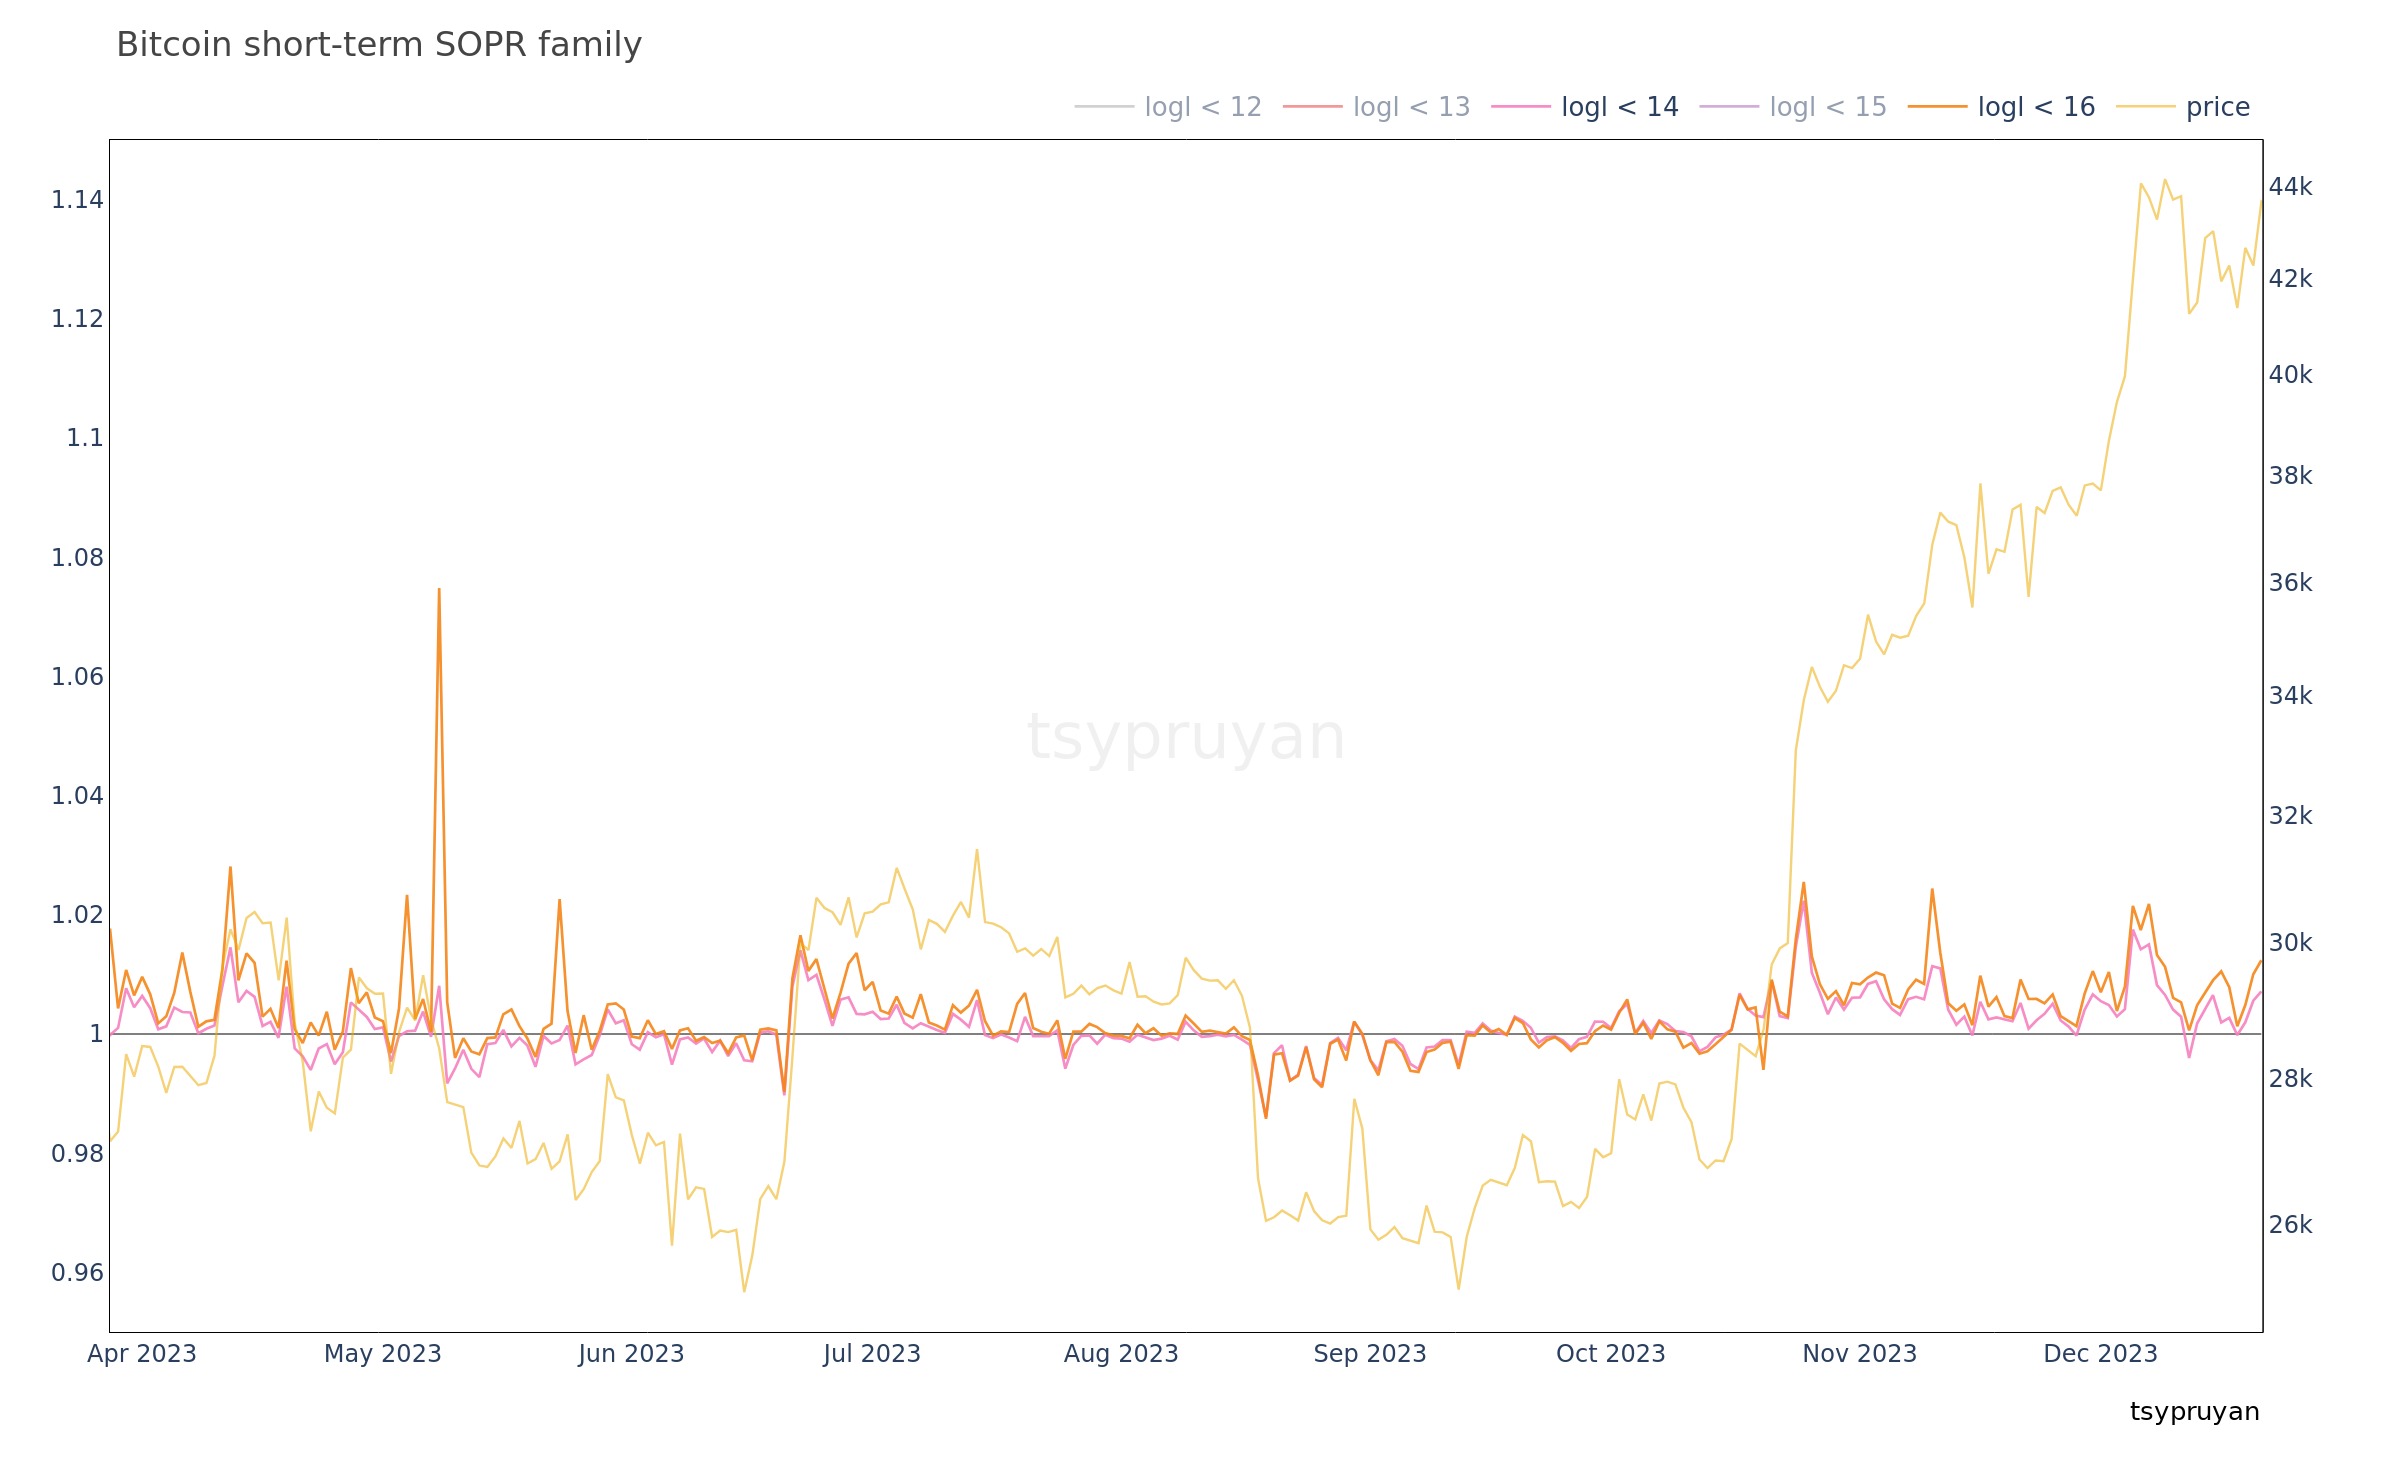 Bitcoin short-term SOPR family
logl < 12 logl < 13 logl < 14 logl < 15 logl < 16 price
1.14 44k
1.12 42k
1.1 40k
1.08 38k
1.06 36k
1.04 34k
1.02 32k
1 30k
0.98 28k
0.96 26k
tsypruyan
Apr 2023 May 2023 Jun 2023 Jul 2023 Aug 2023 Sep 2023 Oct 2023 Nov 2023 Dec 2023
tsypruyan